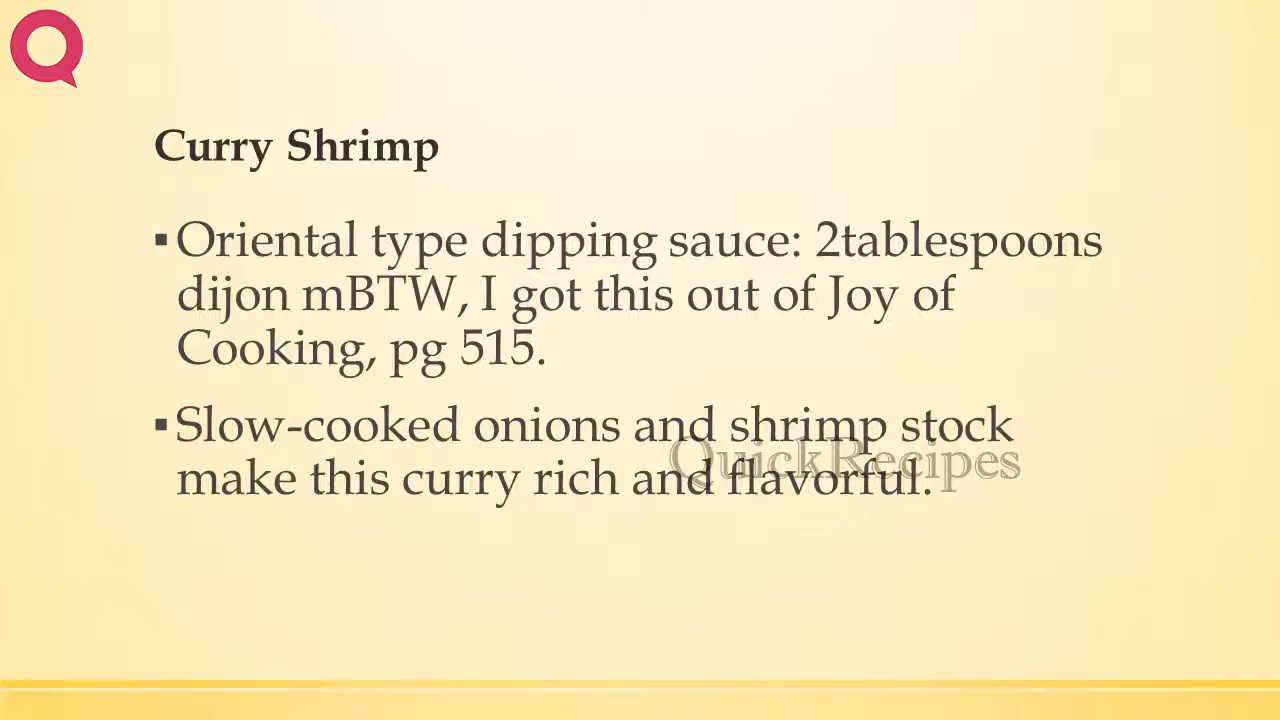 Curry Shrimp
▪Oriental type dipping sauce: 2tablespoons
dijon mBTW, I got this out of Joy of
Cooking, pg 515.
▪Slow-cooked onions and shrimp stock
make this curry rich and flavorful.
QuickRecipes